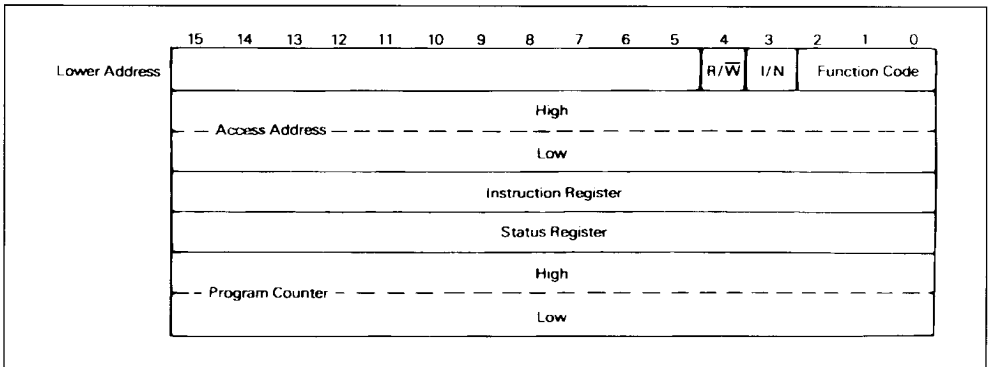 15 14 13 12 11 10 9 8 7 6 5 4 3 2 1 0
Lower Address R/W̅ I/N Function Code
High
Access Address
Low
Instruction Register
Status Register
High
Program Counter
Low